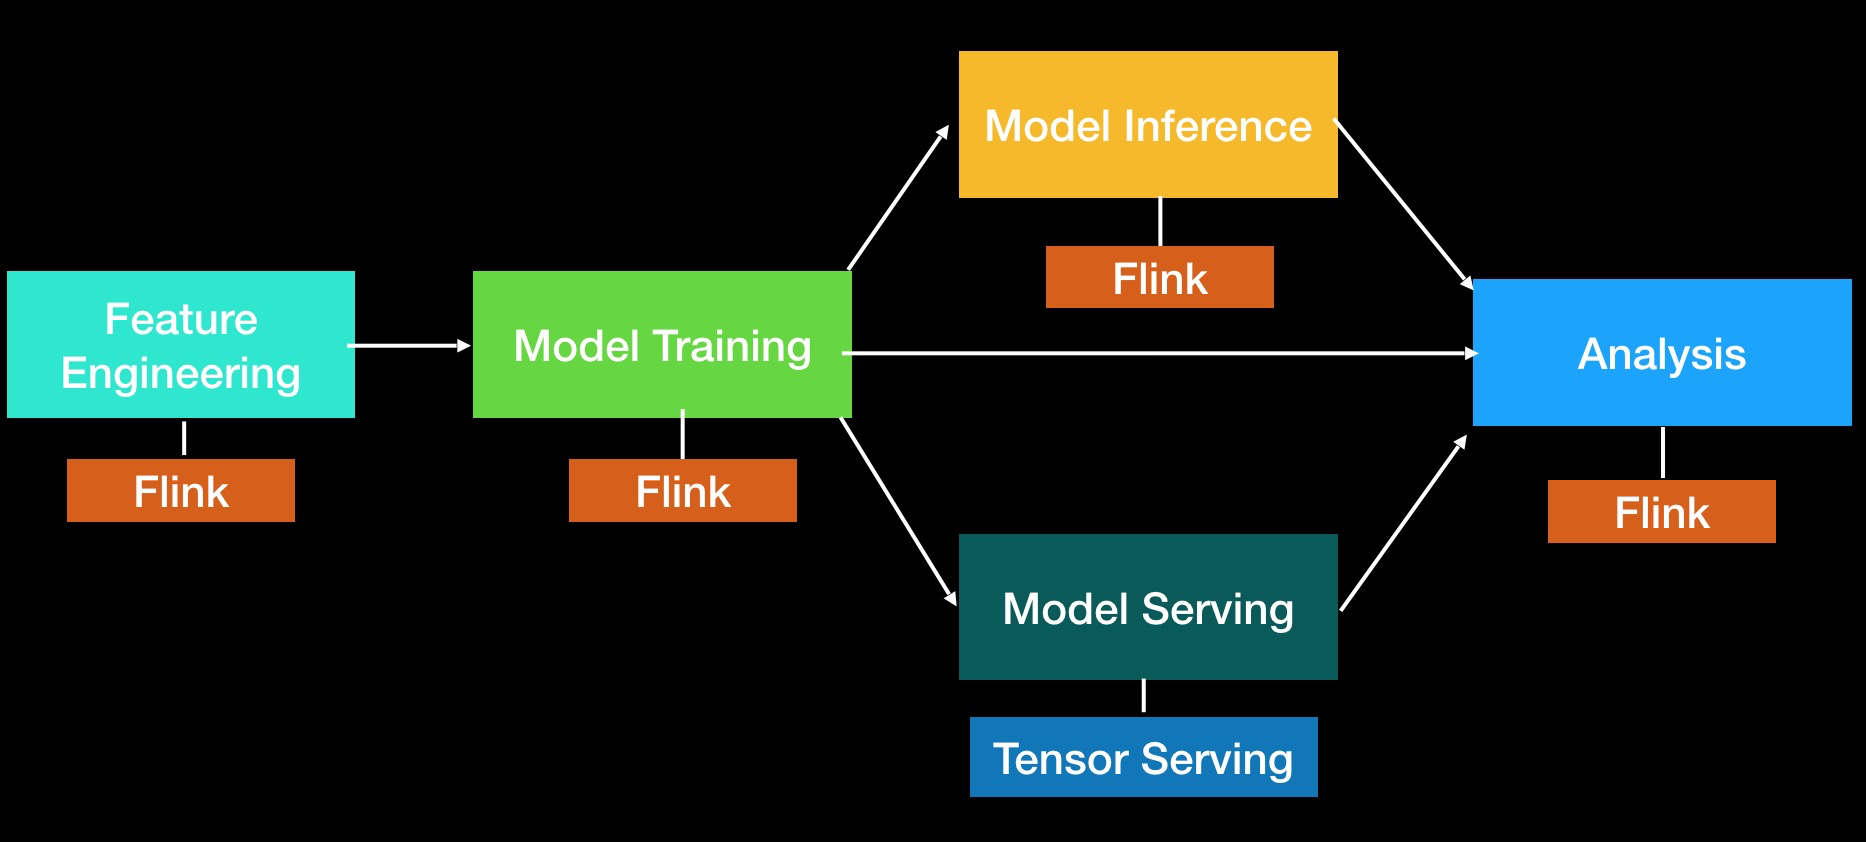 Feature
Engineering
Flink
Model Training
Flink
Model Inference
Flink
Model Serving
Tensor Serving
Analysis
Flink